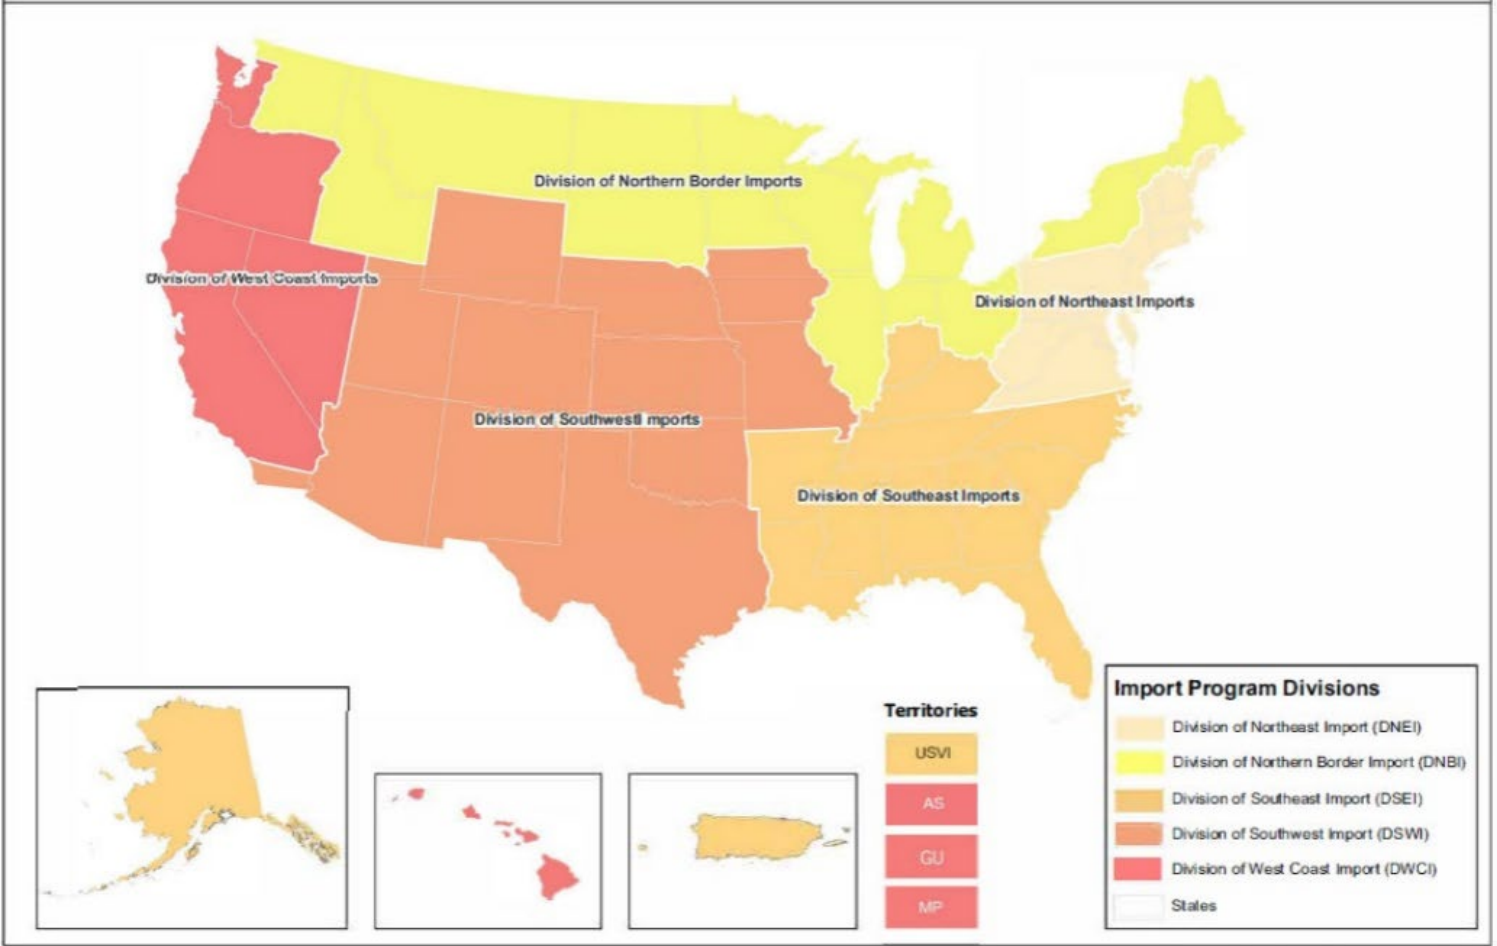 Division of Northern Border Imports
Division of West Coast Imports
Division of Northeast Imports
Division of Southwestl mports
Division of Southeast Imports
Territories
USVI
AS
GU
MP
Import Program Divisions
Division of Northeast Import (DNEI)
Division of Northern Border Import (DNBI)
Division of Southeast Import (DSEI)
Division of Southwest Import (DSWI)
Division of West Coast Import (DWCI)
States